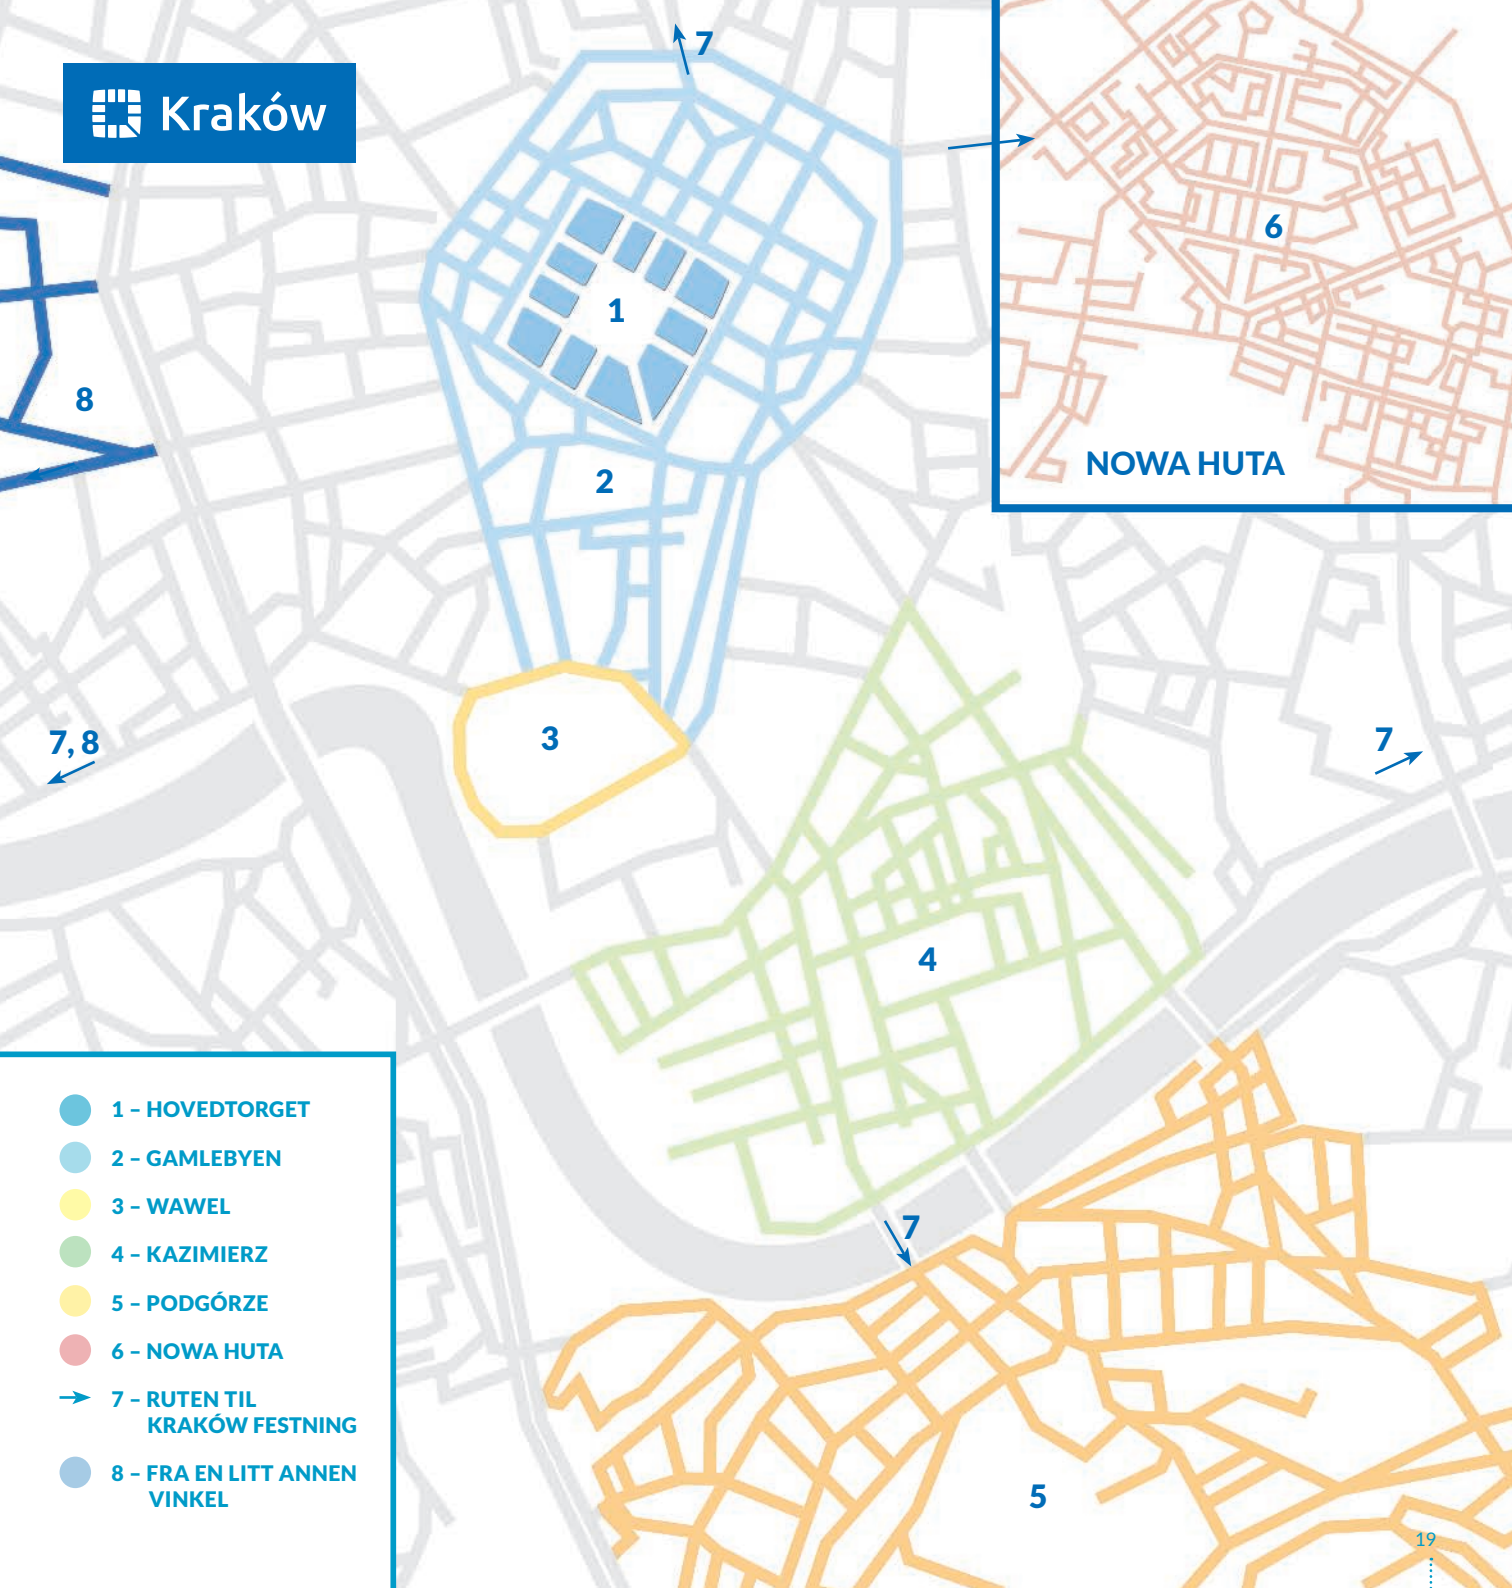 7
Kraków
6
1
8
NOWA HUTA
2
3
7, 8
7
4
1 – HOVEDTORGET
2 – GAMLEBYEN
3 – WAWEL
7
4 – KAZIMIERZ
5 – PODGÓRZE
6 – NOWA HUTA
7 – RUTEN TIL
KRAKÓW FESTNING
8 – FRA EN LITT ANNEN
VINKEL
5
19